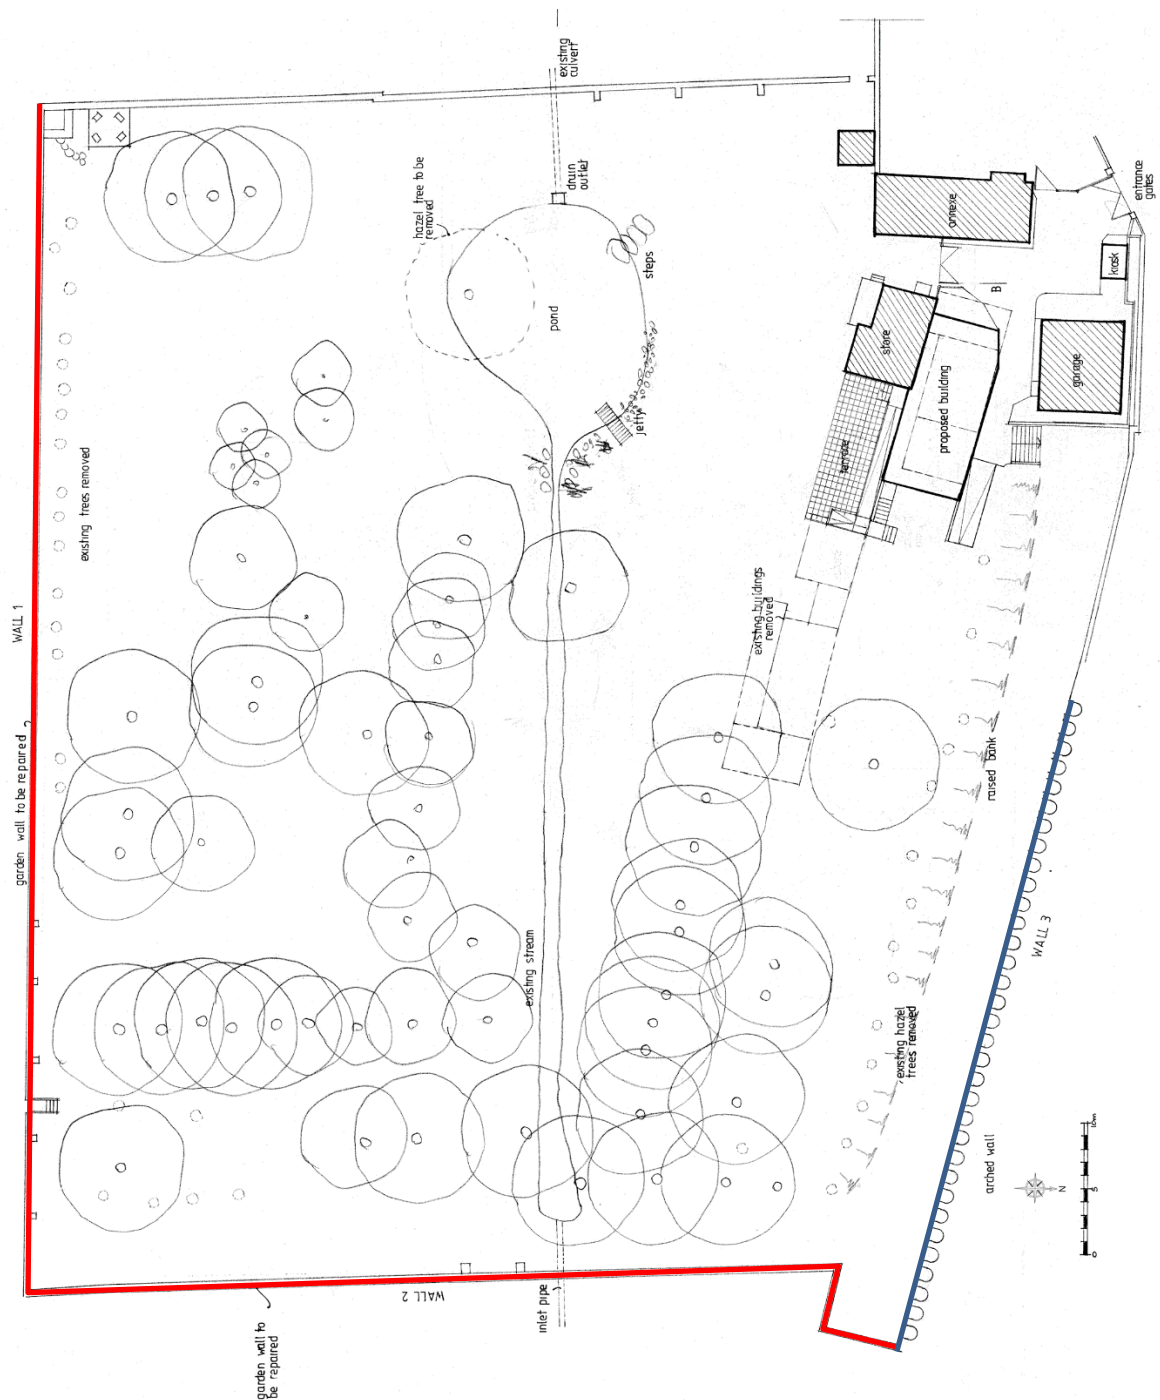 existing
culvert
drain
outlet
hazel tree to be
removed
steps
pond
jetty
annexe
entrance
gates
kiosk
B
store
proposed building
garage
terrace
existing trees removed
WALL 1
garden wall to be repaired
existing buildings
removed
raised bank
WALL 3
existing stream
existing hazel
trees removed
arched wall
N
10m
5
0
WALL 2
inlet pipe
garden wall to
be repaired